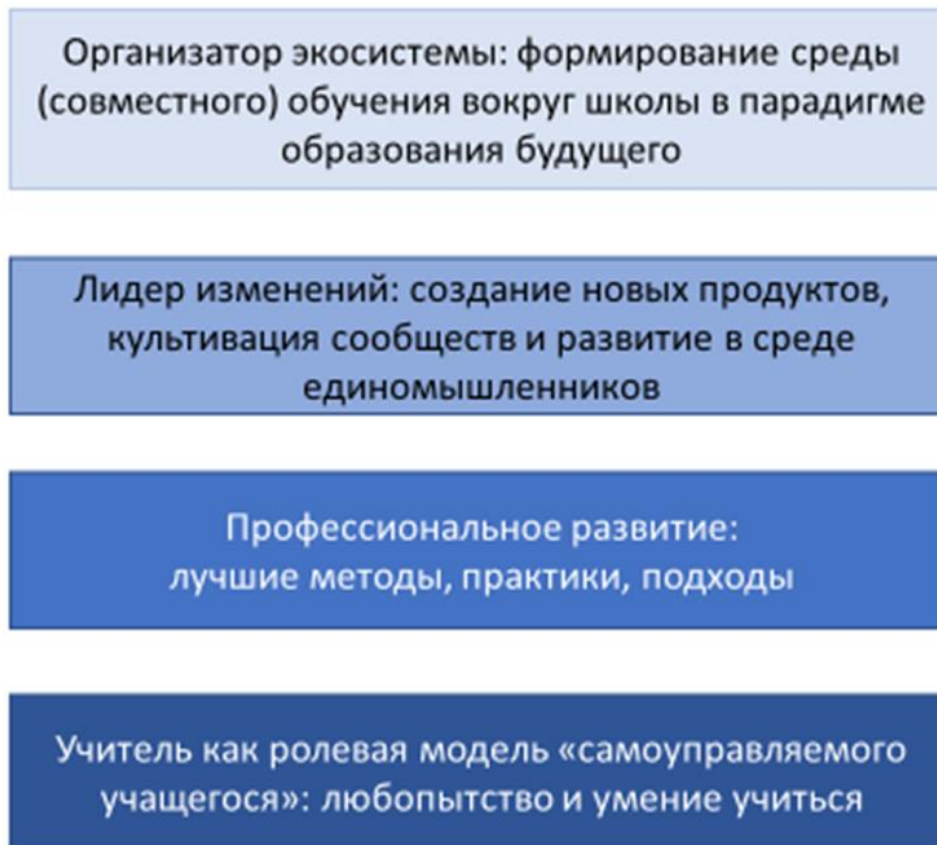 Организатор экосистемы: формирование среды
(совместного) обучения вокруг школы в парадигме
образования будущего
Лидер изменений: создание новых продуктов,
культивация сообществ и развитие в среде
единомышленников
Профессиональное развитие:
лучшие методы, практики, подходы
Учитель как ролевая модель «самоуправляемого
учащегося»: любопытство и умение учиться